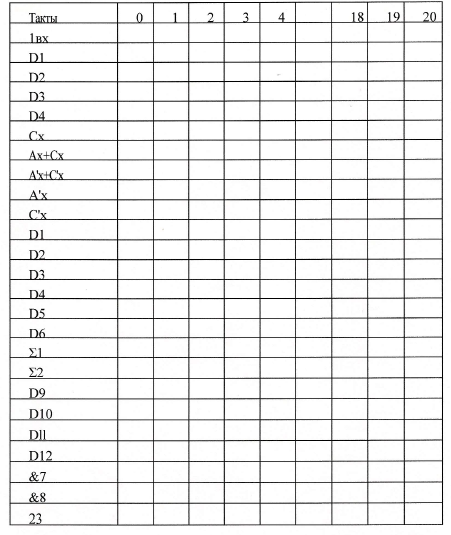 Такты 0 1 2 3 4 18 19 20
1вх
D1
D2
D3
D4
Cx
Ax+Cx
A'x+C'x
A'x
C'x
D1
D2
D3
D4
D5
D6
Σ1
Σ2
D9
D10
Dll
D12
&7
&8
23